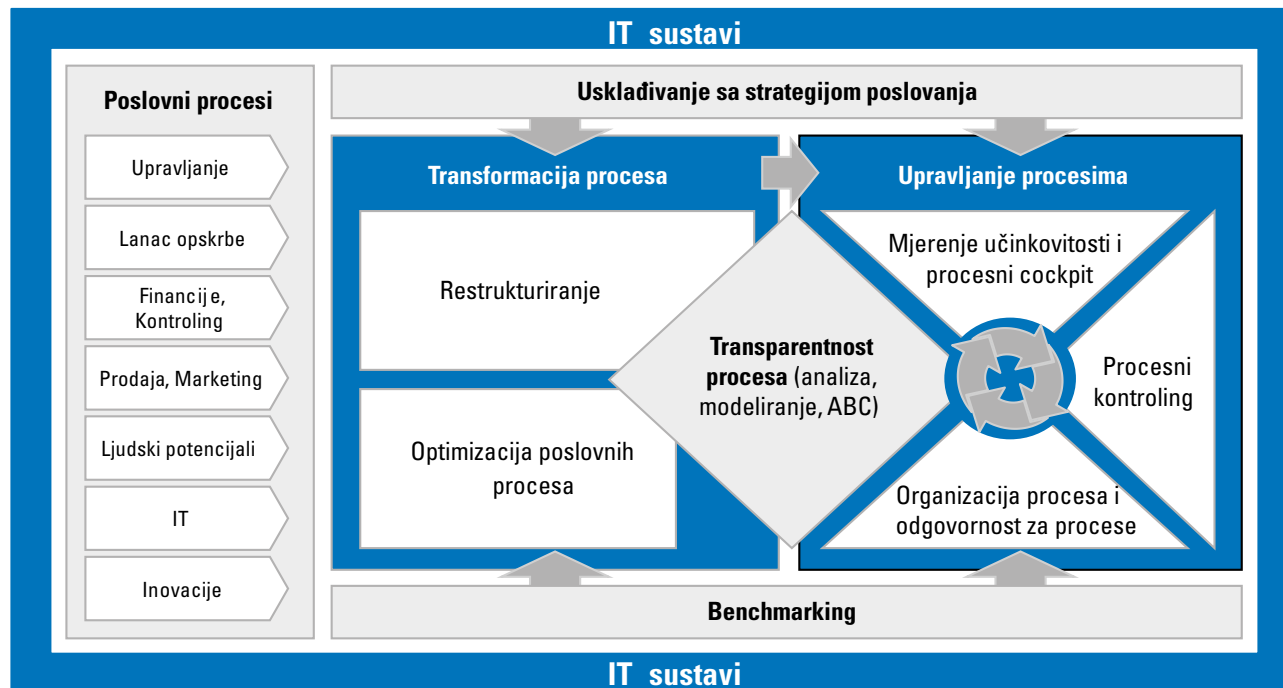 IT sustavi
Poslovni procesi
Upravljanje
Lanac opskrbe
Financije,
Kontroling
Prodaja, Marketing
Ljudski potencijali
IT
Inovacije
Usklađivanje sa strategijom poslovanja
Transformacija procesa
Restrukturiranje
Optimizacija poslovnih
procesa
Transparentnost
procesa (analiza,
modeliranje, ABC)
Upravljanje procesima
Mjerenje učinkovitosti i
procesni cockpit
Procesni
kontroling
Organizacija procesa i
odgovornost za procese
Benchmarking
IT sustavi